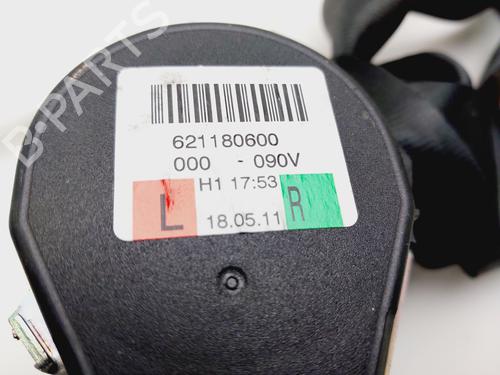 B-PARTS
621180600
000 - 090V
H1 17:53
L R
18.05.11